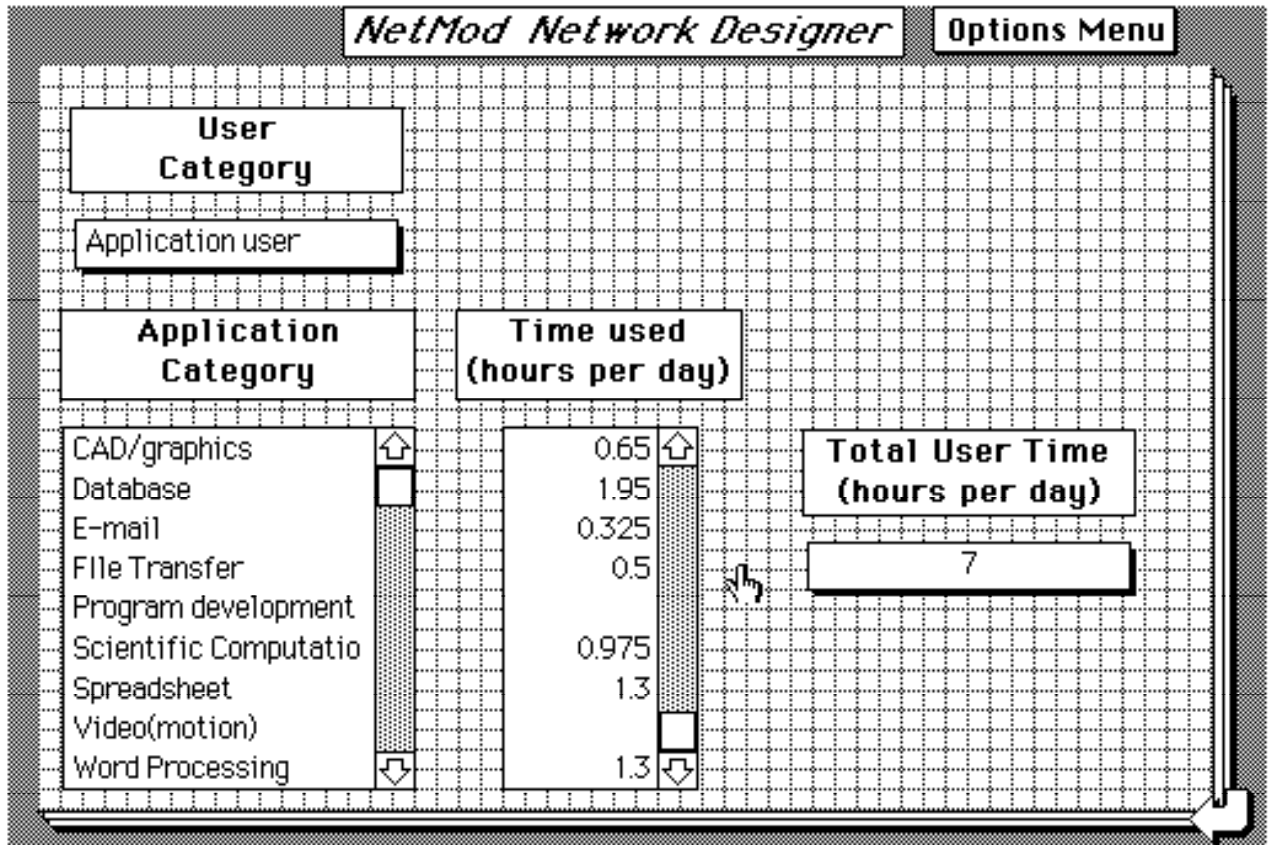 NetMod Network Designer
Options Menu
User
Category
Application user
Application
Category
Time used
(hours per day)
CAD/graphics 0.65
Database 1.95
E-mail 0.325
FIle Transfer 0.5
Program development
Scientific Computatio 0.975
Spreadsheet 1.3
Video(motion)
Word Processing 1.3
Total User Time
(hours per day)
7